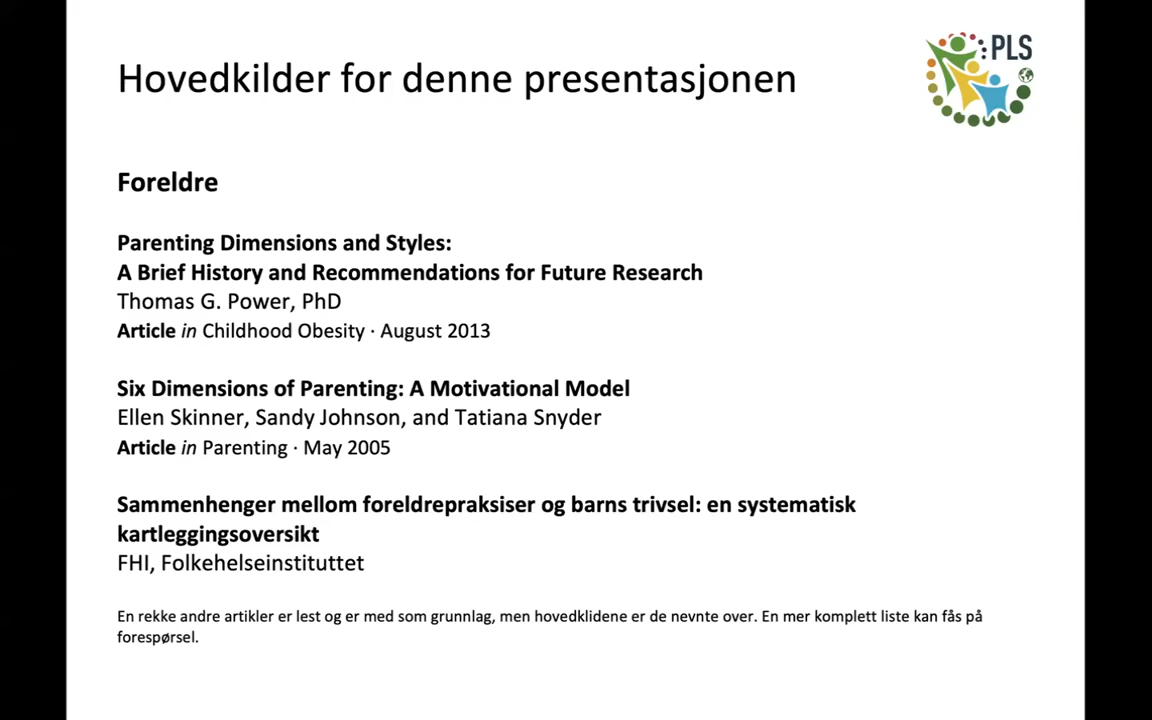 Hovedkilder for denne presentasjonen
PLS
Foreldre
Parenting Dimensions and Styles:
A Brief History and Recommendations for Future Research
Thomas G. Power, PhD
Article in Childhood Obesity · August 2013
Six Dimensions of Parenting: A Motivational Model
Ellen Skinner, Sandy Johnson, and Tatiana Snyder
Article in Parenting · May 2005
Sammenhenger mellom foreldrepraksiser og barns trivsel: en systematisk
kartleggingsoversikt
FHI, Folkehelseinstituttet
En rekke andre artikler er lest og er med som grunnlag, men hovedklidene er de nevnte over. En mer komplett liste kan fås på
forespørsel.